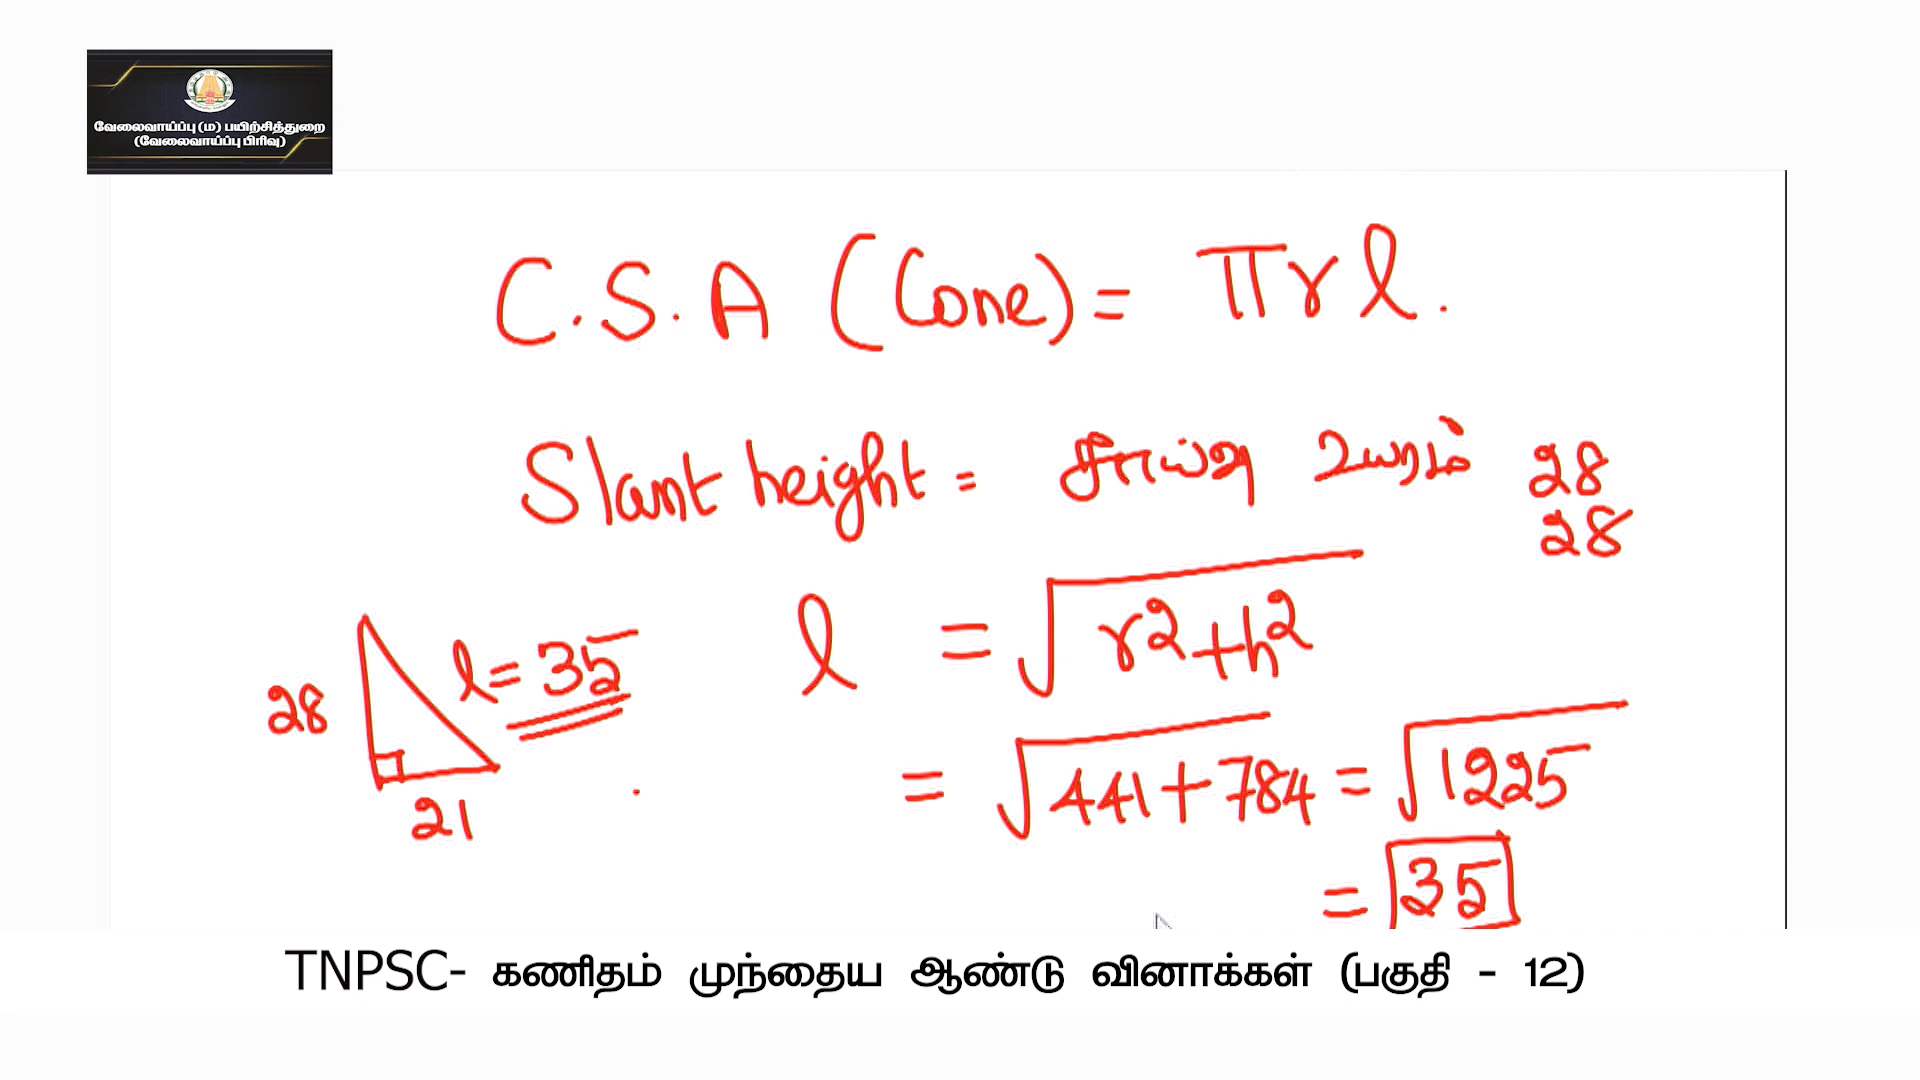 வேலைவாய்ப்பு (ம) பயிற்சித்துறை
(வேலைவாய்ப்பு பிரிவு)
C.S.A (Cone) = πrl.
Slant height = சாய்வு உயரம்
28
28
l = √r²+h²
28
l = 35
21
= √441+784 = √1225
= 35
TNPSC- கணிதம் முந்தைய ஆண்டு வினாக்கள் (பகுதி - 12)